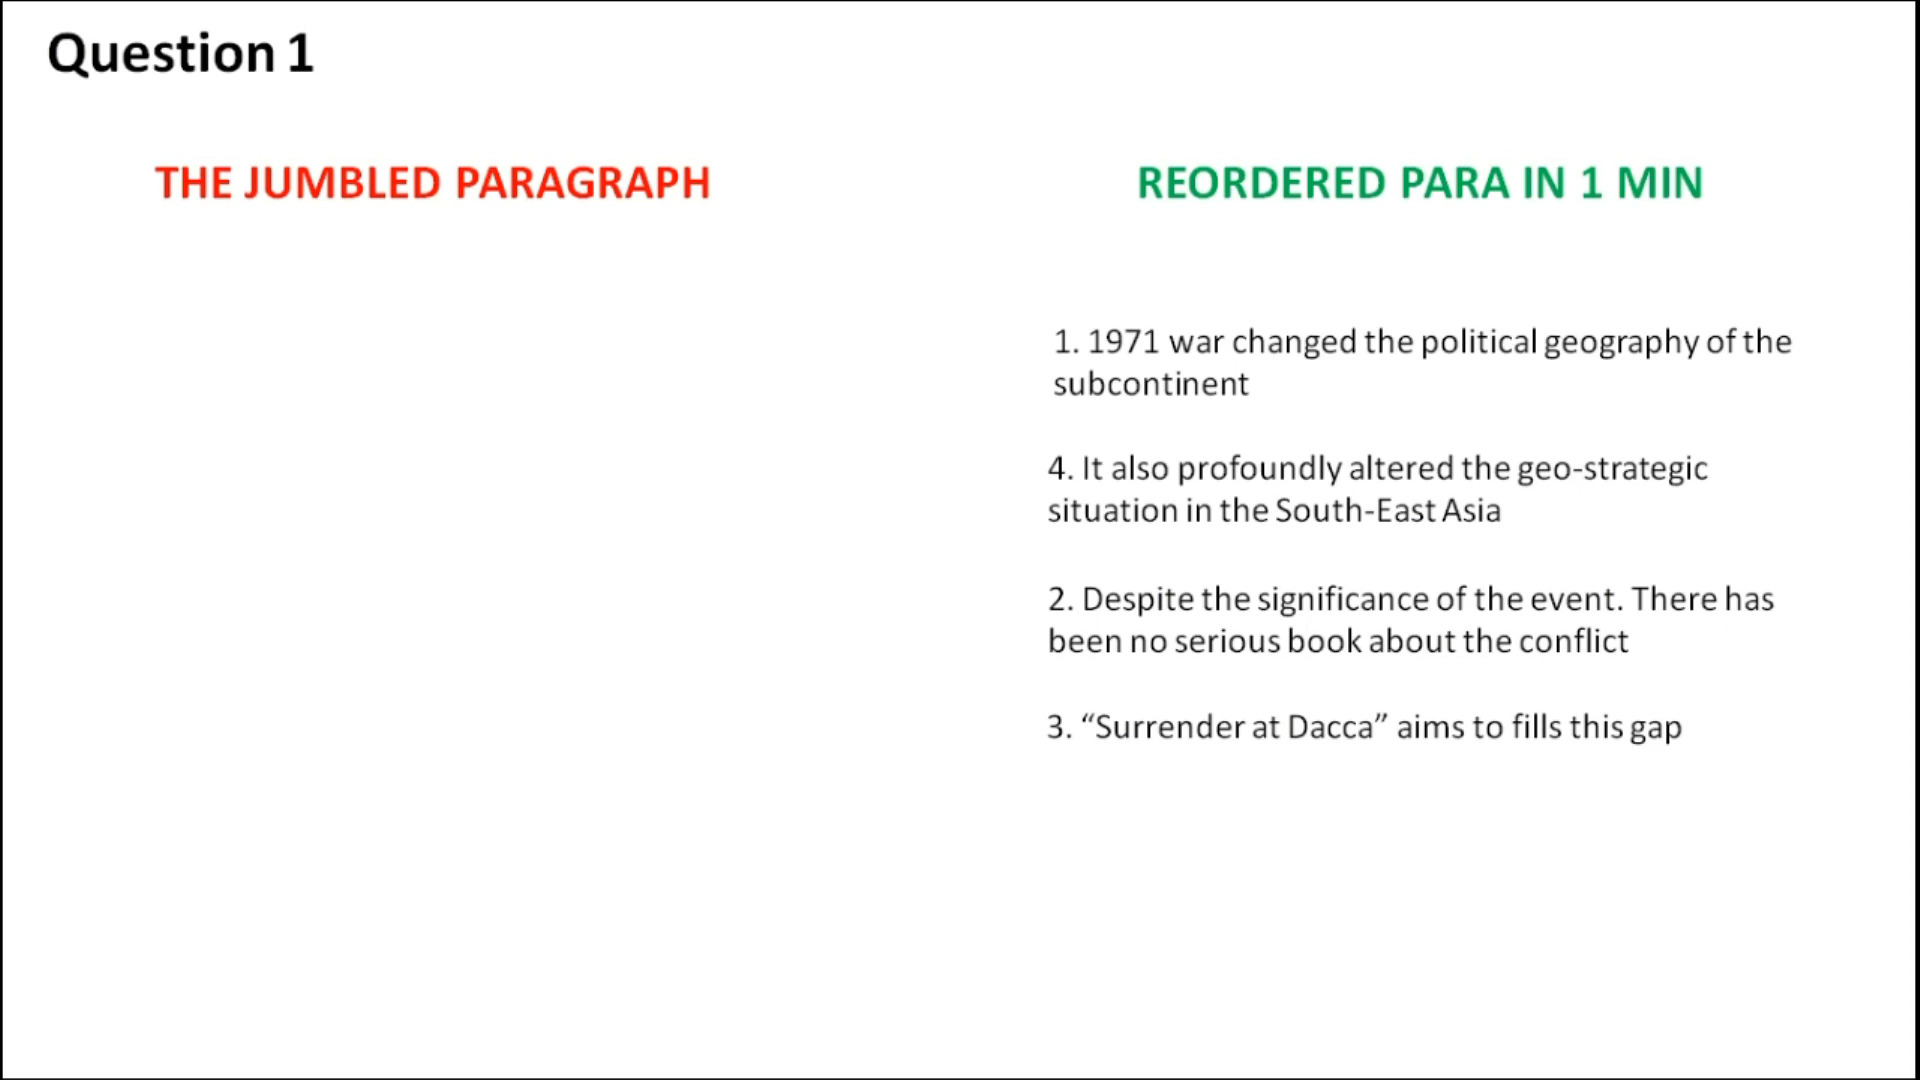 Question 1
THE JUMBLED PARAGRAPH
REORDERED PARA IN 1 MIN
1. 1971 war changed the political geography of the
subcontinent
4. It also profoundly altered the geo-strategic
situation in the South-East Asia
2. Despite the significance of the event. There has
been no serious book about the conflict
3. “Surrender at Dacca” aims to fills this gap